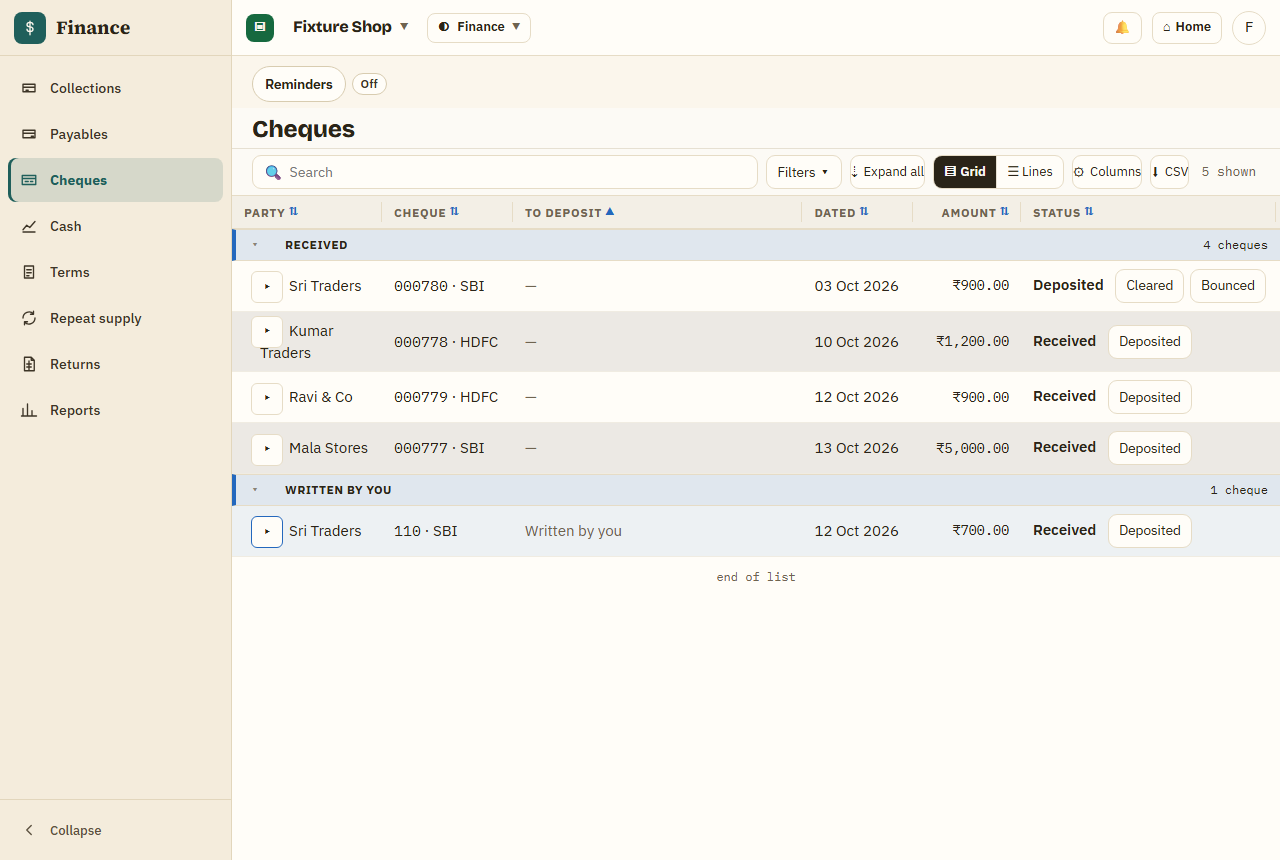 $ Finance
Fixture Shop ▼
Finance ▼
Home
F
Collections
Payables
Cheques
Cash
Terms
Repeat supply
Returns
Reports
Collapse
Reminders Off
Cheques
Search
Filters ▾
Expand all
Grid
Lines
Columns
CSV
5 shown
PARTY CHEQUE TO DEPOSIT DATED AMOUNT STATUS
RECEIVED 4 cheques
Sri Traders 000780 · SBI — 03 Oct 2026 ₹900.00 Deposited Cleared Bounced
Kumar
Traders 000778 · HDFC — 10 Oct 2026 ₹1,200.00 Received Deposited
Ravi & Co 000779 · HDFC — 12 Oct 2026 ₹900.00 Received Deposited
Mala Stores 000777 · SBI — 13 Oct 2026 ₹5,000.00 Received Deposited
WRITTEN BY YOU 1 cheque
Sri Traders 110 · SBI Written by you 12 Oct 2026 ₹700.00 Received Deposited
end of list